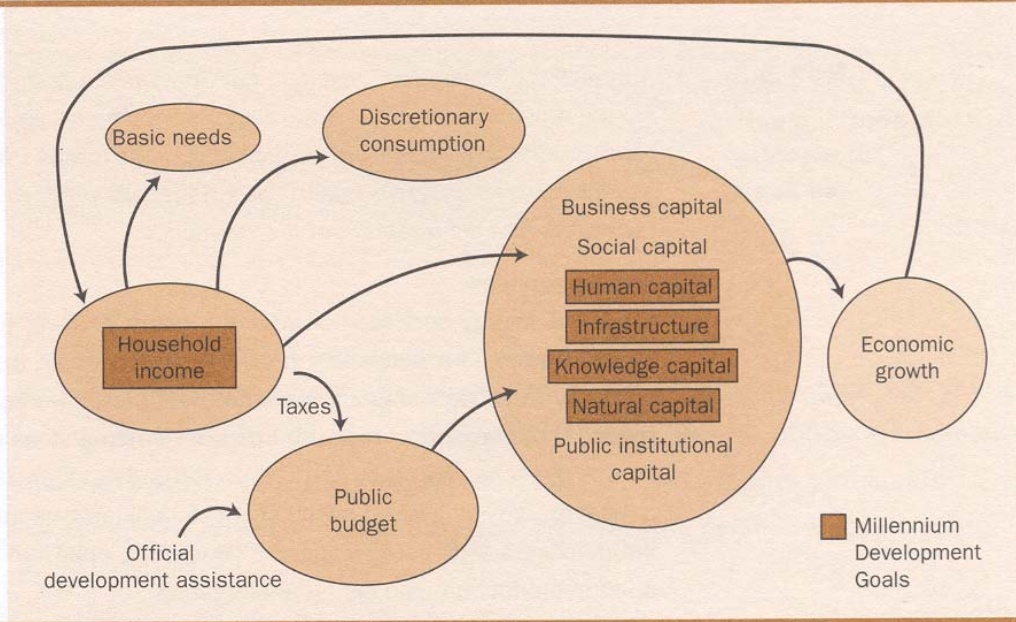 Basic needs
Discretionary
consumption
Business capital
Social capital
Human capital
Infrastructure
Knowledge capital
Natural capital
Public institutional
capital
Household
income
Economic
growth
Taxes
Public
budget
Official
development assistance
Millennium
Development
Goals